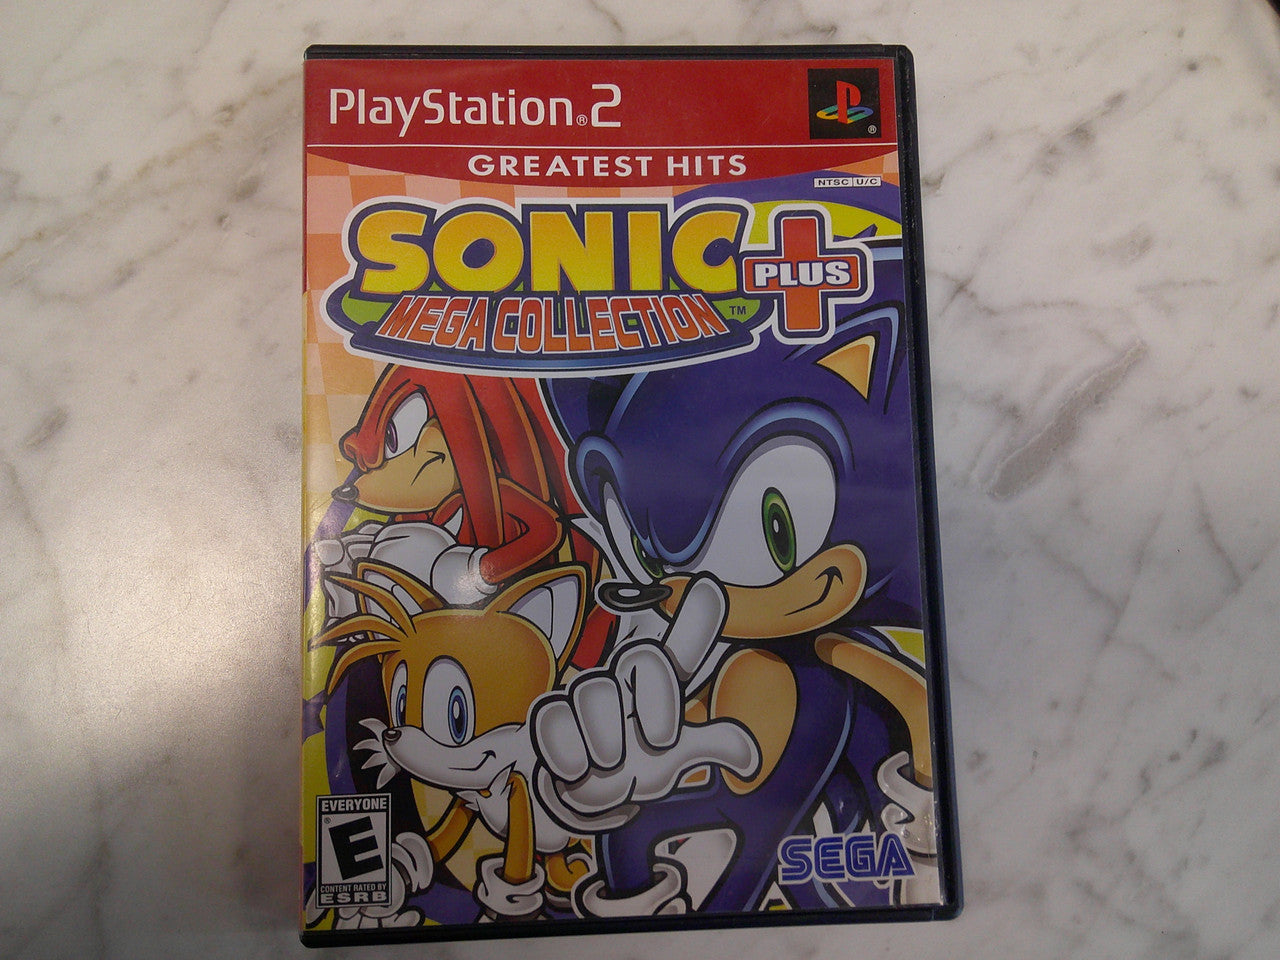 PlayStation®2
®
GREATEST HITS
NTSC U/C
SONIC
PLUS
MEGA COLLECTION™
EVERYONE
®
E
CONTENT RATED BY
ESRB
SEGA